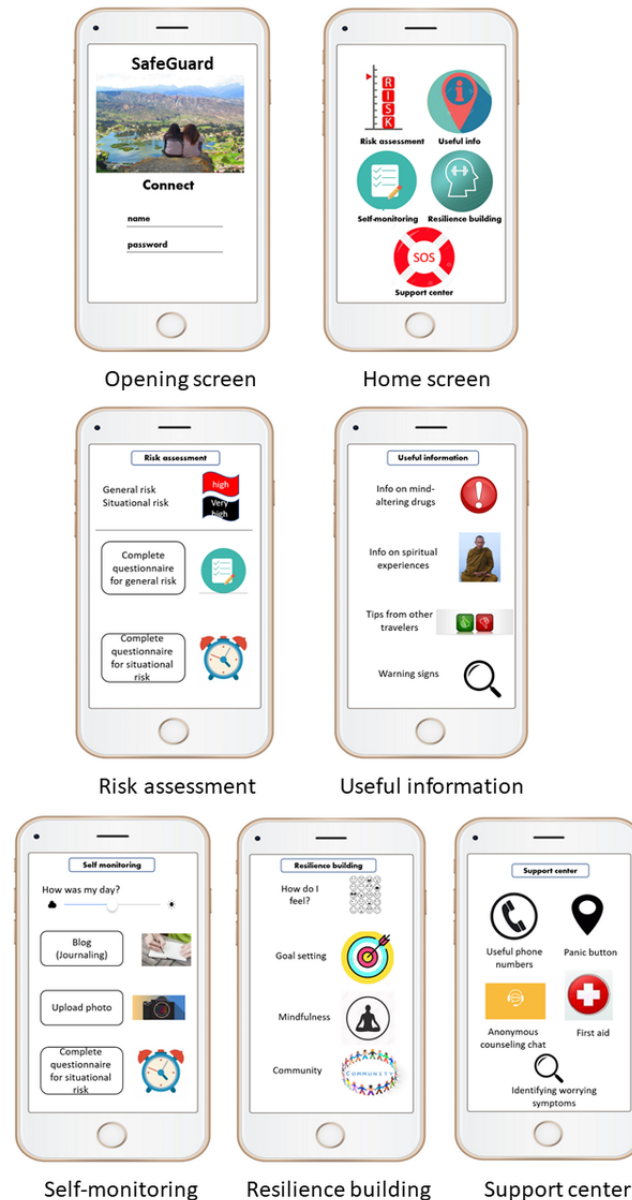 SafeGuard
Connect
name
password
Opening screen
RISK
Risk assessment
Useful info
Self-monitoring
Resilience building
SOS
Support center
Home screen
Risk assessment
General risk
Situational risk
high
Very
high
Complete
questionnaire
for general risk
Complete
questionnaire
for situational
risk
Risk assessment
Useful information
Info on mind-
altering drugs
Info on spiritual
experiences
Tips from other
travelers
Warning signs
Useful information
Self monitoring
How was my day?
Blog
(Journaling)
Upload photo
Complete
questionnaire
for situational
risk
Self-monitoring
Resilience building
How do I
feel?
Goal setting
Mindfulness
Community
COMMUNITY
Resilience building
Support center
Useful phone
numbers
Panic button
Anonymous
counseling chat
First aid
Identifying worrying
symptoms
Support center